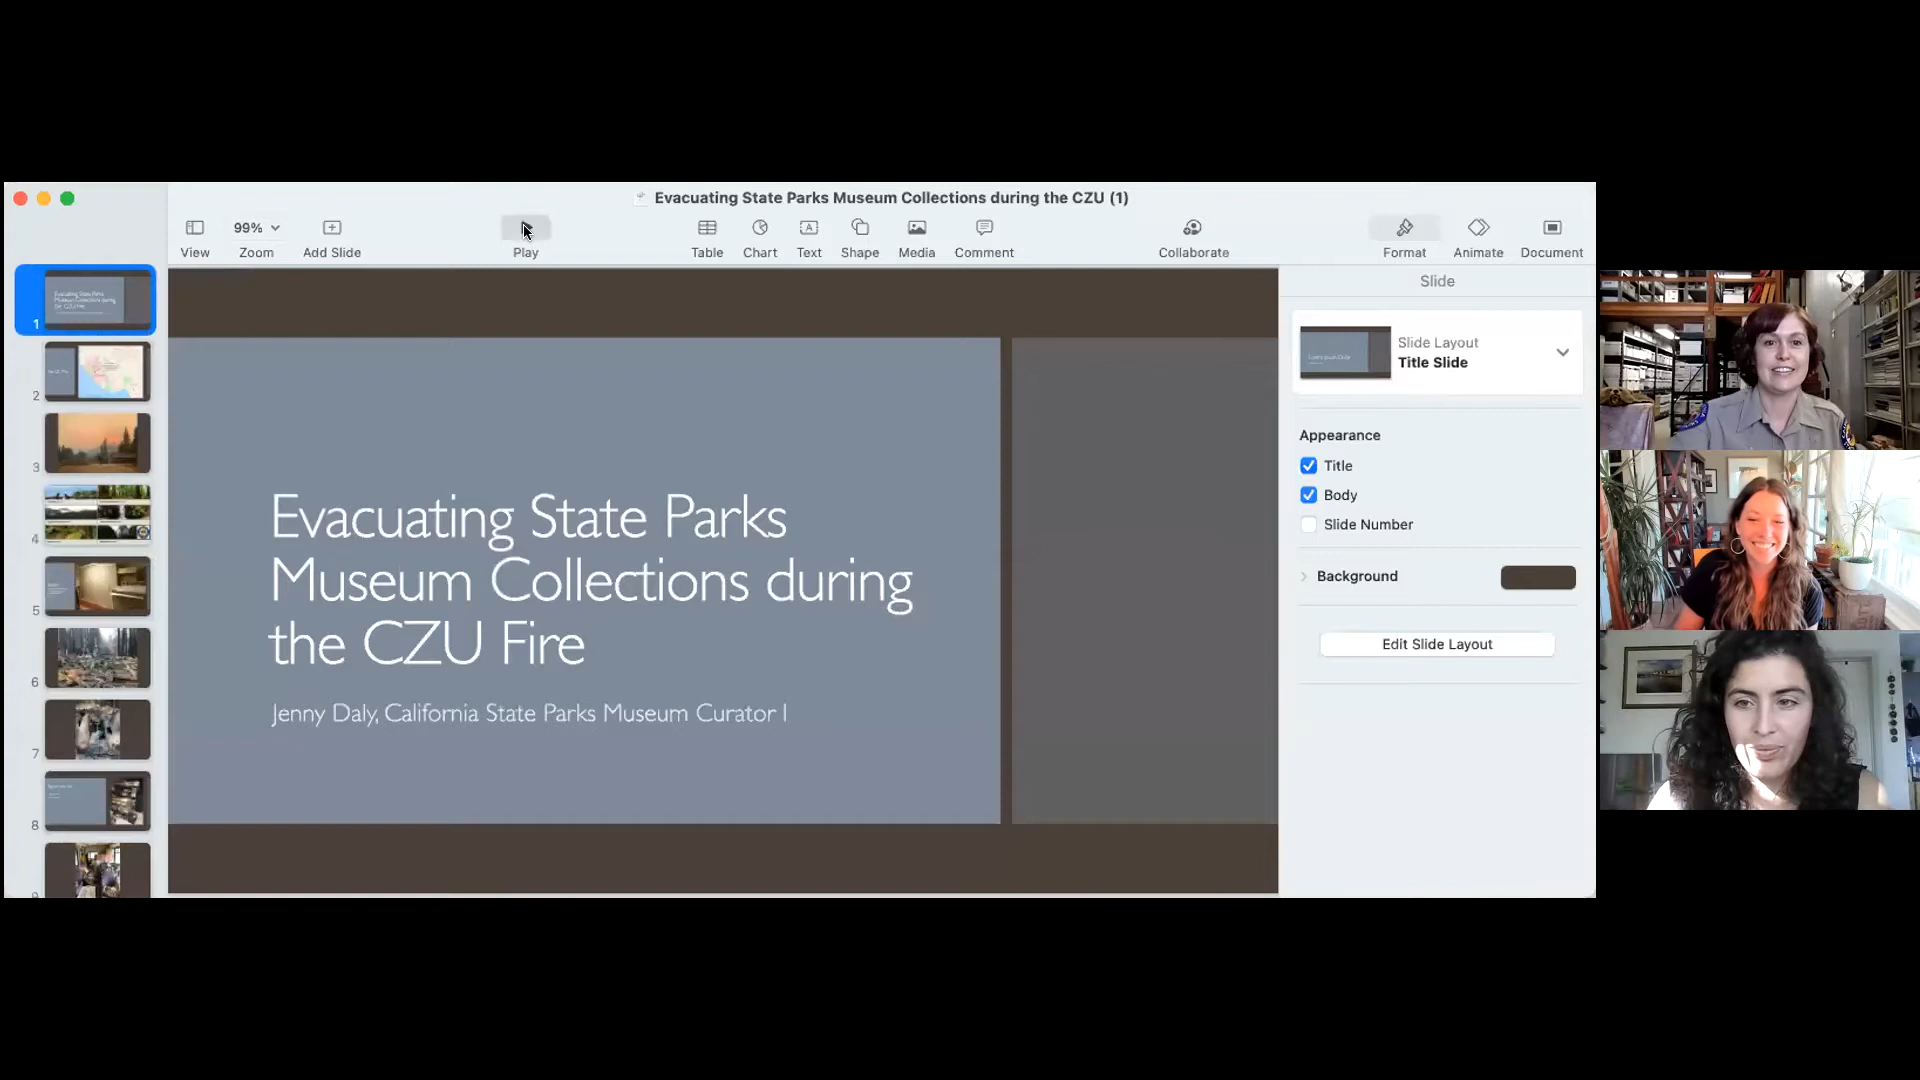 Evacuating State Parks Museum Collections during the CZU (1)
99%
View
Zoom
Add Slide
Play
Table
Chart
Text
Shape
Media
Comment
Collaborate
Format
Animate
Document
1
2
3
4
5
6
7
8
9
Evacuating State Parks
Museum Collections during
the CZU Fire
Jenny Daly, California State Parks Museum Curator I
Slide
Slide Layout
Title Slide
Appearance
Title
Body
Slide Number
Background
Edit Slide Layout